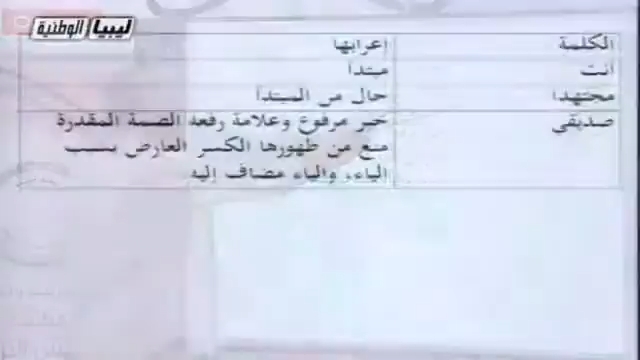 ليبيا الوطنية
الكلمة إعرابها
أنت مبتدأ
مجتهدا حال من المبتدأ
صديقي خبر مرفوع وعلامة رفعه الضمة المقدرة
منع من ظهورها الكسر العارض بسبب
الياء، والياء مضاف إليه